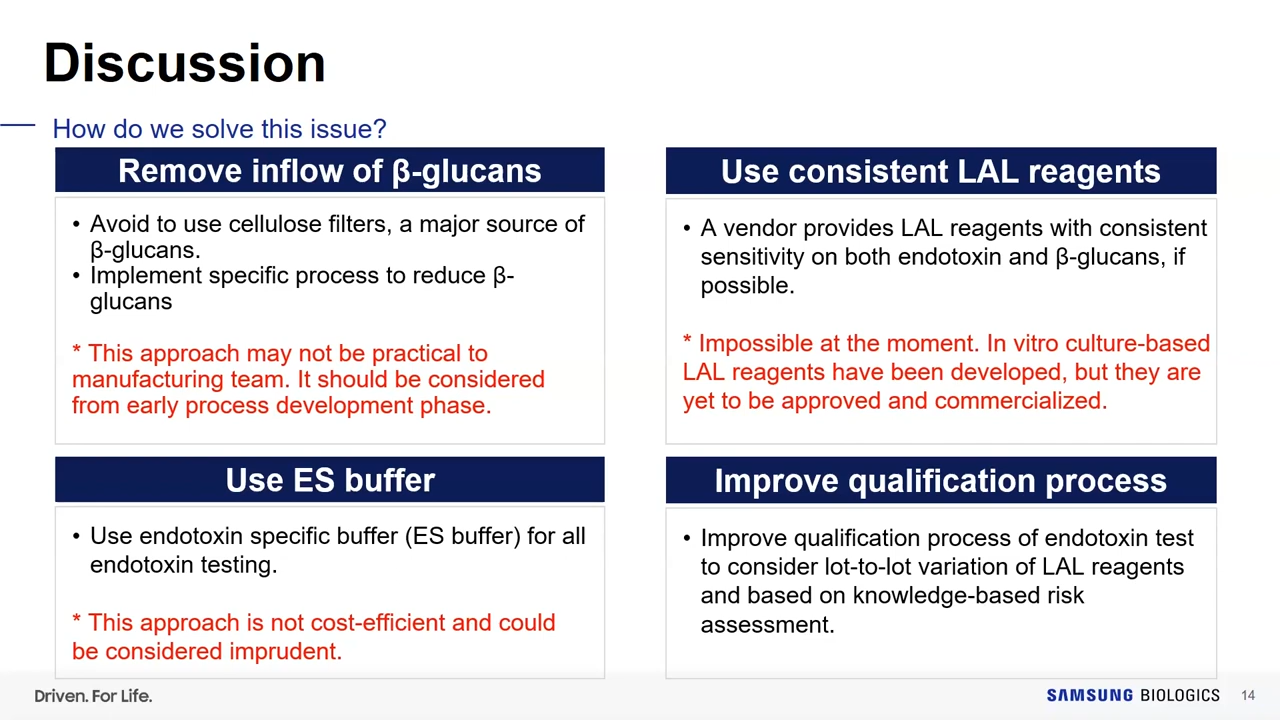 Discussion
How do we solve this issue?
Remove inflow of β-glucans
• Avoid to use cellulose filters, a major source of
β-glucans.
• Implement specific process to reduce β-
glucans
* This approach may not be practical to
manufacturing team. It should be considered
from early process development phase.
Use consistent LAL reagents
• A vendor provides LAL reagents with consistent
sensitivity on both endotoxin and β-glucans, if
possible.
* Impossible at the moment. In vitro culture-based
LAL reagents have been developed, but they are
yet to be approved and commercialized.
Use ES buffer
• Use endotoxin specific buffer (ES buffer) for all
endotoxin testing.
* This approach is not cost-efficient and could
be considered imprudent.
Improve qualification process
• Improve qualification process of endotoxin test
to consider lot-to-lot variation of LAL reagents
and based on knowledge-based risk
assessment.
Driven. For Life.
SAMSUNG BIOLOGICS
14